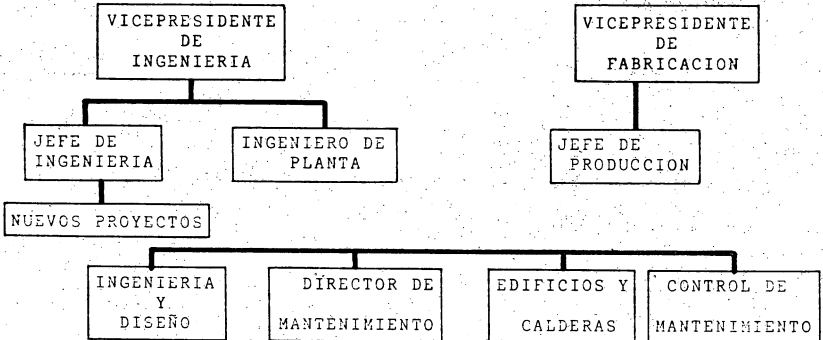 VICEPRESIDENTE
DE
INGENIERIA
VICEPRESIDENTE
DE
FABRICACION
JEFE DE
INGENIERIA
INGENIERO DE
PLANTA
JEFE DE
PRODUCCION
NUEVOS PROYECTOS
INGENIERIA
Y
DISEÑO
DIRECTOR DE
MANTENIMIENTO
EDIFICIOS Y
CALDERAS
CONTROL DE
MANTENIMIENTO